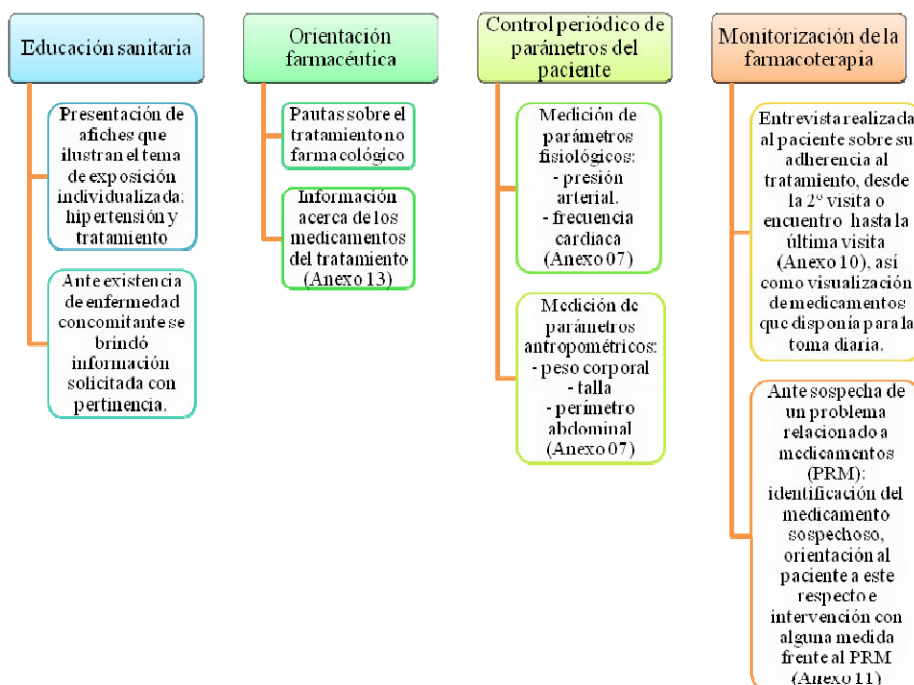 Educación sanitaria
Presentación de
afiches que
ilustran el tema
de exposición
individualizada:
hipertensión y
tratamiento
Ante existencia
de enfermedad
concomitante se
brindó
información
solicitada con
pertinencia.
Orientación
farmacéutica
Pautas sobre el
tratamiento no
farmacológico
Información
acerca de los
medicamentos
del tratamiento
(Anexo 13)
Control periódico de
parámetros del
paciente
Medición de
parámetros
fisiológicos:
- presión
arterial.
- frecuencia
cardiaca
(Anexo 07)
Medición de
parámetros
antropométricos:
- peso corporal
- talla
- perímetro
abdominal
(Anexo 07)
Monitorización de la
farmacoterapia
Entrevista realizada
al paciente sobre su
adherencia al
tratamiento, desde
la 2° visita o
encuentro hasta la
última visita
(Anexo 10), así
como visualización
de medicamentos
que disponía para la
toma diaria.
Ante sospecha de
un problema
relacionado a
medicamentos
(PRM):
identificación del
medicamento
sospechoso,
orientación al
paciente a este
respecto e
intervención con
alguna medida
frente al PRM
(Anexo 11)